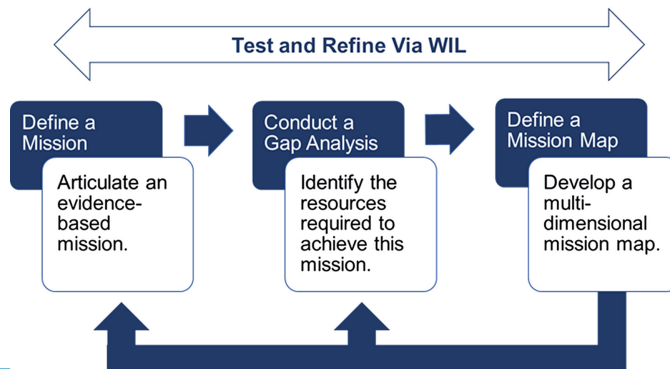 Test and Refine Via WIL
Define a
Mission
Articulate an
evidence-
based
mission.
Conduct a
Gap Analysis
Identify the
resources
required to
achieve this
mission.
Define a
Mission Map
Develop a
multi-
dimensional
mission map.